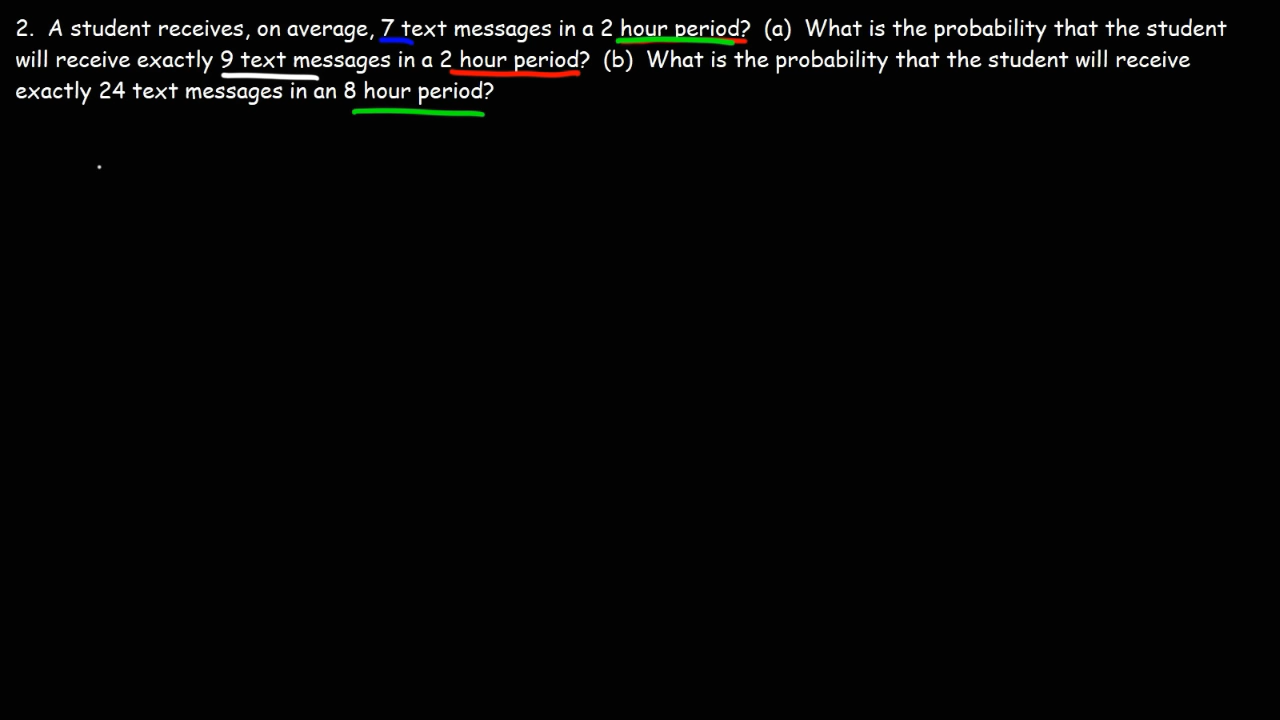 2. A student receives, on average, 7 text messages in a 2 hour period? (a) What is the probability that the student
will receive exactly 9 text messages in a 2 hour period? (b) What is the probability that the student will receive
exactly 24 text messages in an 8 hour period?